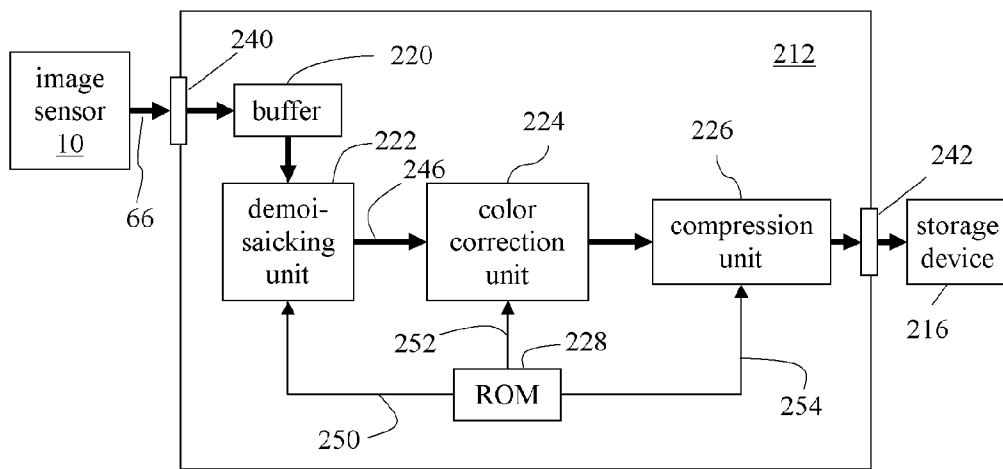 image
sensor
10
66
240
220
buffer
212
222
246
224
226
242
demoi-
saicking
unit
color
correction
unit
compression
unit
storage
device
216
252
228
ROM
250
254